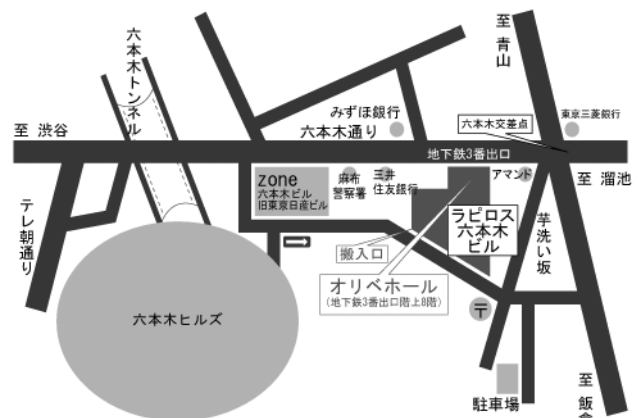 六本木トンネル
至 青山
みずほ銀行
六本木通り
六本木交差点
東京三菱銀行
至 渋谷
地下鉄3番出口
zone
六本木ビル
旧東京日産ビル
麻布
警察署
三井
住友銀行
アマンド
至 溜池
テレ朝通り
ラピロス
六本木
ビル
芋洗い坂
搬入口
オリベホール
(地下鉄3番出口階上8階)
六本木ヒルズ
〒
駐車場
至 飯倉